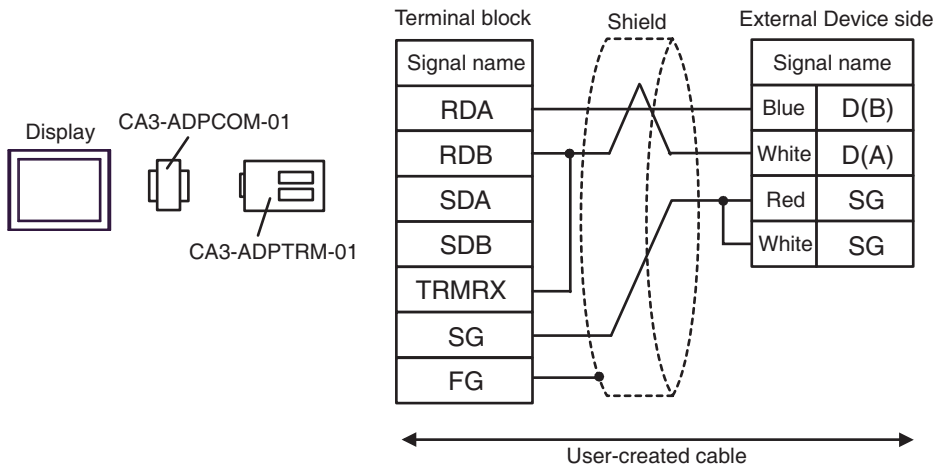 Display
CA3-ADPCOM-01
CA3-ADPTRM-01
Terminal block
Signal name
RDA
RDB
SDA
SDB
TRMRX
SG
FG
Shield
External Device side
Signal name
Blue D(B)
White D(A)
Red SG
White SG
User-created cable